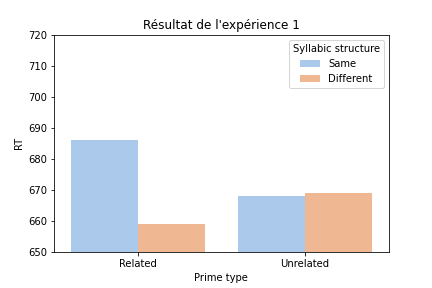 Résultat de l'expérience 1
720
710
700
690
680
670
660
650
RT
Syllabic structure
Same
Different
Related
Unrelated
Prime type